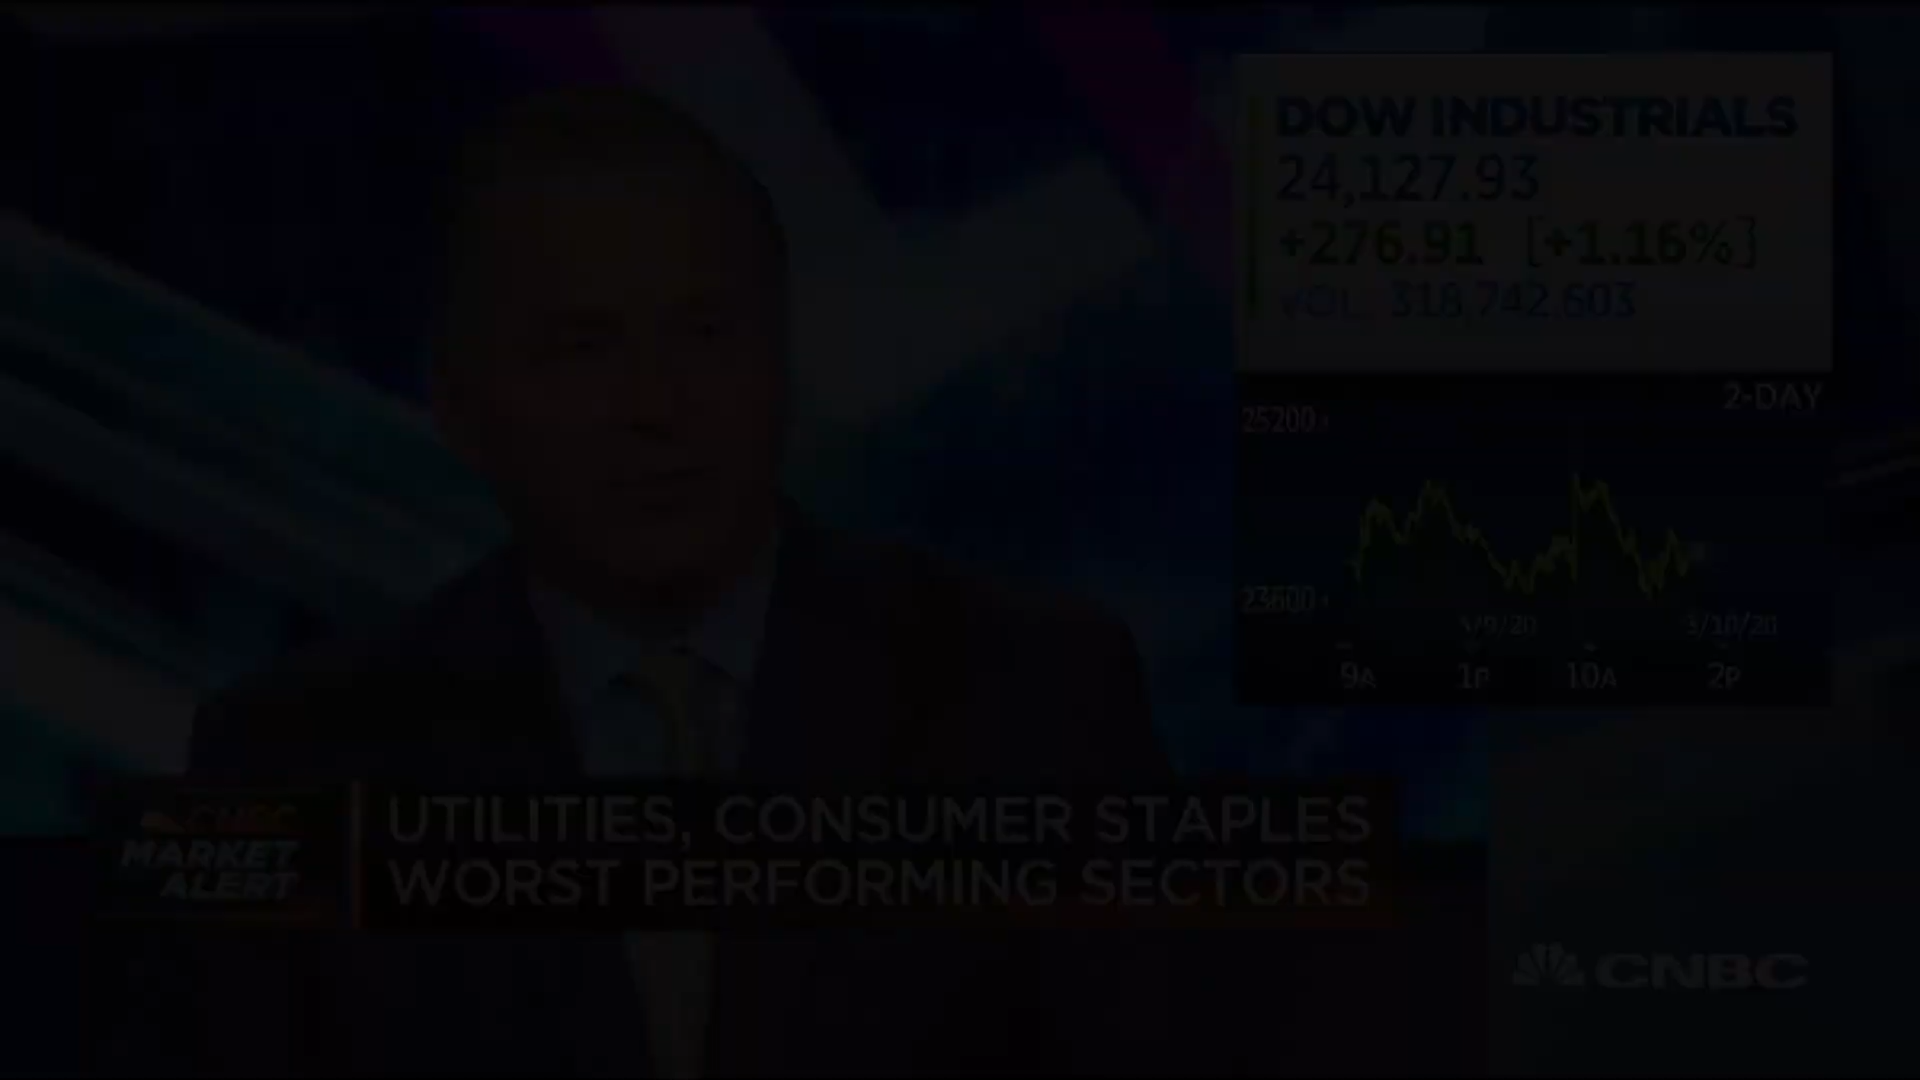 DOW INDUSTRIALS
24,127.93
+276.91 [+1.16%]
VOL 318,742,603
2-DAY
25200
23600
3/9/20 3/10/20
9A 1P 10A 2P
CNBC
MARKET
ALERT
UTILITIES, CONSUMER STAPLES
WORST PERFORMING SECTORS
CNBC